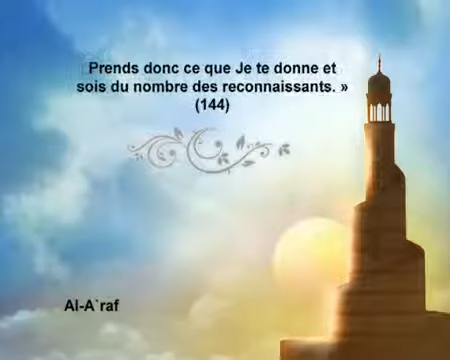 Prends donc ce que Je te donne et
sois du nombre des reconnaissants. »
(144)
Al-A`raf